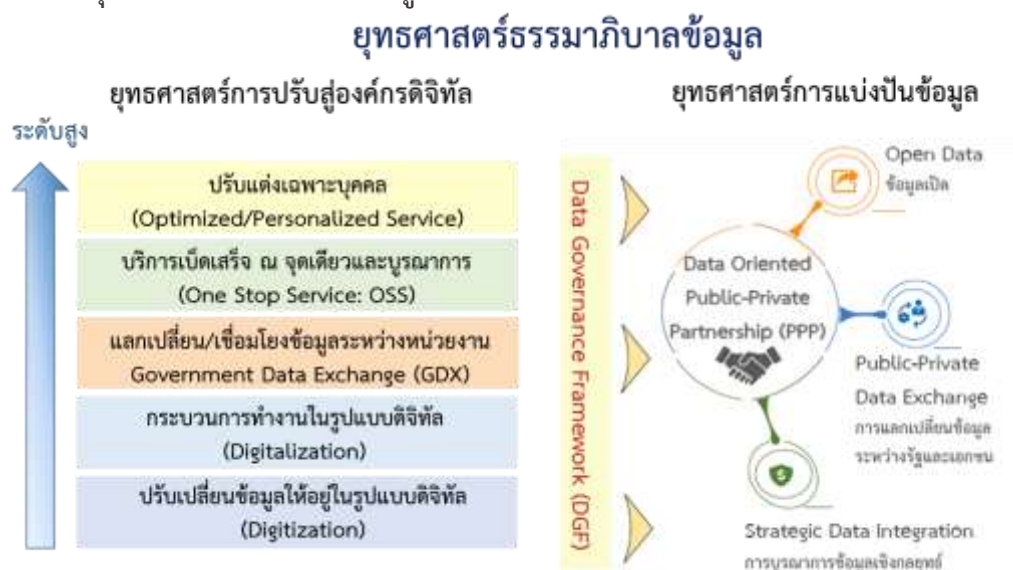 ยุทธศาสตร์ธรรมาภิบาลข้อมูล
ยุทธศาสตร์การปรับสู่องค์กรดิจิทัล
ยุทธศาสตร์การแบ่งปันข้อมูล
ระดับสูง
ปรับแต่งเฉพาะบุคคล
(Optimized/Personalized Service)
บริการเบ็ดเสร็จ ณ จุดเดียวและบูรณาการ
(One Stop Service: OSS)
แลกเปลี่ยน/เชื่อมโยงข้อมูลระหว่างหน่วยงาน
Government Data Exchange (GDX)
กระบวนการทำงานในรูปแบบดิจิทัล
(Digitalization)
ปรับเปลี่ยนข้อมูลให้อยู่ในรูปแบบดิจิทัล
(Digitization)
Data Governance Framework (DGF)
Open Data
ข้อมูลเปิด
Data Oriented
Public-Private
Partnership (PPP)
Public-Private
Data Exchange
การแลกเปลี่ยนข้อมูล
ระหว่างรัฐและเอกชน
Strategic Data Integration
การบูรณาการข้อมูลเชิงกลยุทธ์